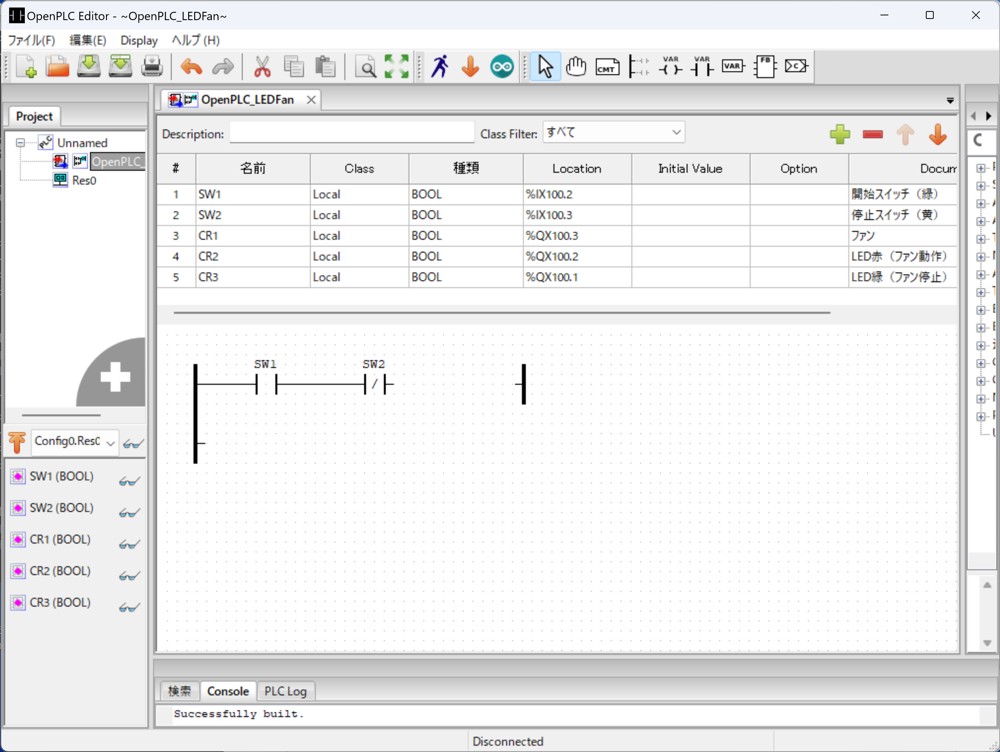 OpenPLC Editor - ~OpenPLC_LEDFan~
ファイル(F) 編集(E) Display ヘルプ(H)
CMT VAR VAR VAR FB C
Project
Unnamed
OpenPLC_
Res0
OpenPLC_LEDFan
Description: Class Filter: すべて
# 名前 Class 種類 Location Initial Value Option Docum
1 SW1 Local BOOL %IX100.2 開始スイッチ（緑）
2 SW2 Local BOOL %IX100.3 停止スイッチ（黄）
3 CR1 Local BOOL %QX100.3 ファン
4 CR2 Local BOOL %QX100.2 LED赤（ファン動作）
5 CR3 Local BOOL %QX100.1 LED緑（ファン停止）
SW1 SW2
Config0.Res0
SW1 (BOOL)
SW2 (BOOL)
CR1 (BOOL)
CR2 (BOOL)
CR3 (BOOL)
検索 Console PLC Log
Successfully built.
Disconnected